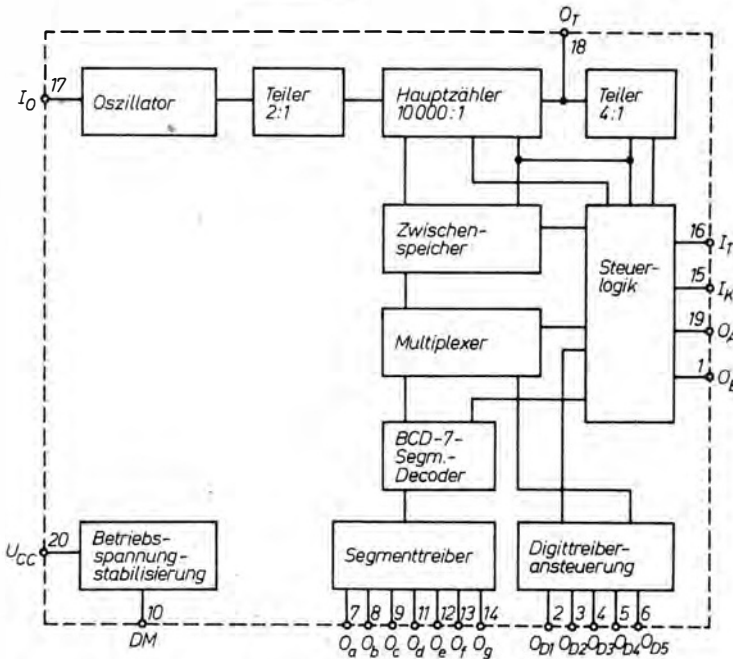 O_T
18
17
I_O
Oszillator
Teiler
2:1
Hauptzähler
10000:1
Teiler
4:1
Zwischen-
speicher
Steuer-
logik
16
I_T
15
I_K
19
O_A
1
Multiplexer
BCD-7-
Segm.-
Decoder
20
U_CC
Betriebs-
spannung-
stabilisierung
Segmenttreiber
Digittreiber-
ansteuerung
10
7 8 9 11 12 13 14
2 3 4 5 6
DM
O_a O_b O_c O_d O_e O_f O_g
O_D1 O_D2 O_D3 O_D4 O_D5